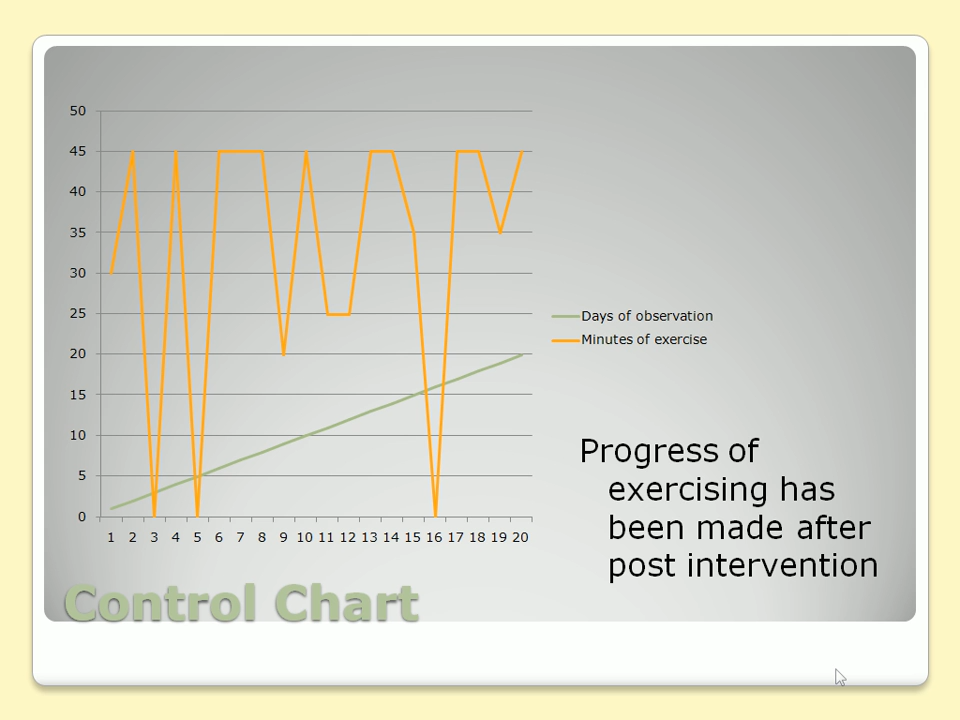 50
45
40
35
30
25
20
15
10
5
0
1 2 3 4 5 6 7 8 9 10 11 12 13 14 15 16 17 18 19 20
Days of observation
Minutes of exercise
Progress of
exercising has
been made after
post intervention
Control Chart